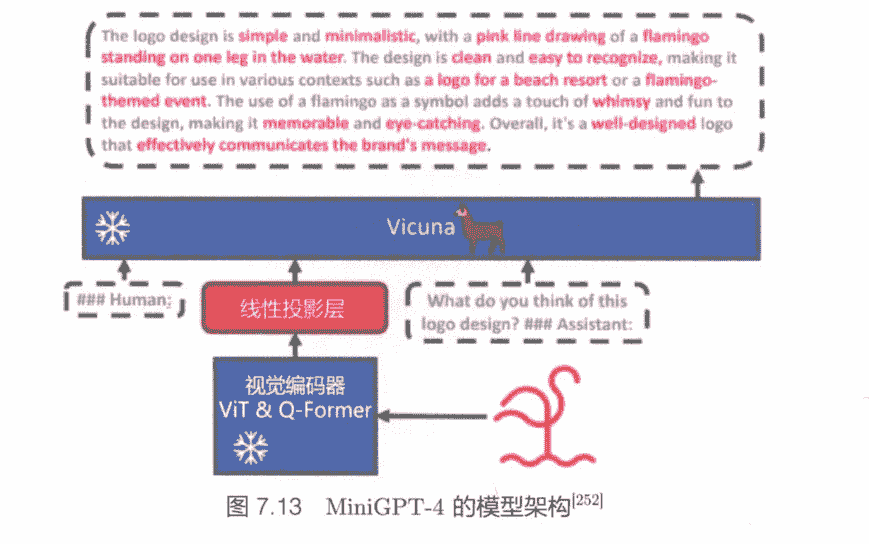 The logo design is simple and minimalistic, with a pink line drawing of a flamingo
standing on one leg in the water. The design is clean and easy to recognize, making it
suitable for use in various contexts such as a logo for a beach resort or a flamingo-
themed event. The use of a flamingo as a symbol adds a touch of whimsy and fun to
the design, making it memorable and eye-catching. Overall, it's a well-designed logo
that effectively communicates the brand's message.
Vicuna
### Human;
线性投影层
What do you think of this
logo design? ### Assistant:
视觉编码器
ViT & Q-Former
图 7.13 MiniGPT-4 的模型架构[252]